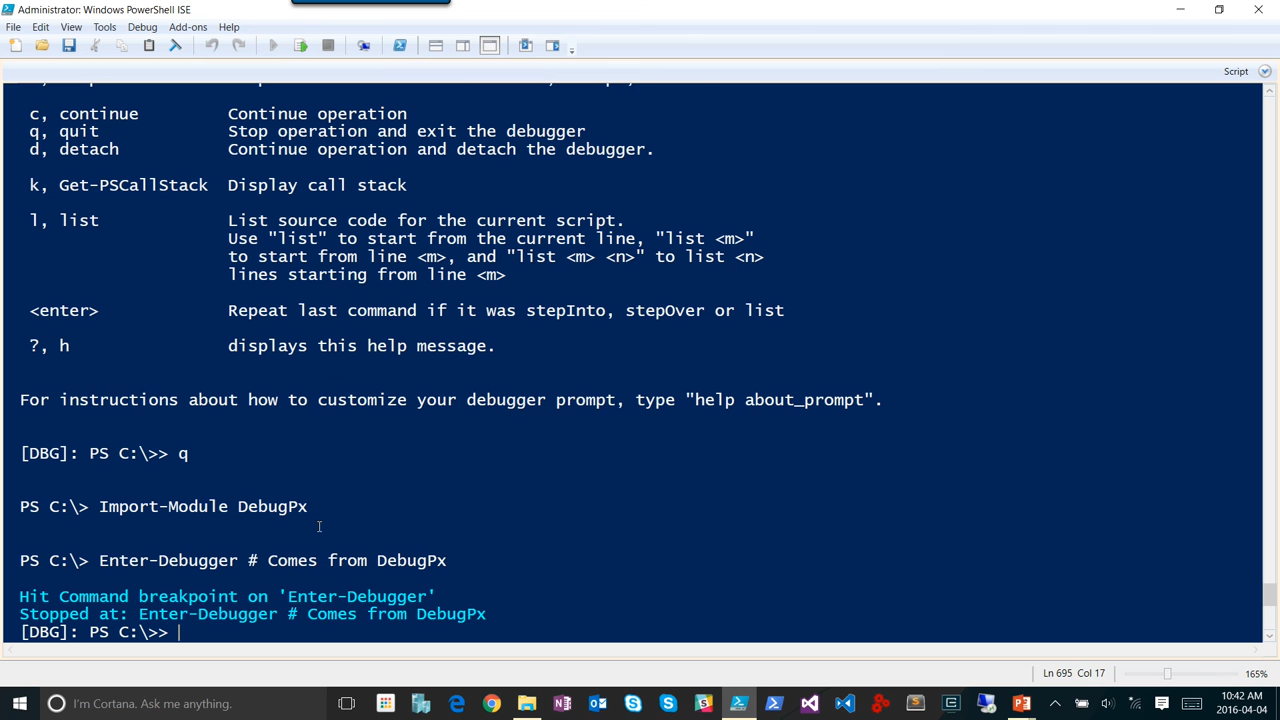 Administrator: Windows PowerShell ISE
File Edit View Tools Debug Add-ons Help
Script
c, continue Continue operation
q, quit Stop operation and exit the debugger
d, detach Continue operation and detach the debugger.
k, Get-PSCallStack Display call stack
l, list List source code for the current script.
Use "list" to start from the current line, "list <m>"
to start from line <m>, and "list <m> <n>" to list <n>
lines starting from line <m>
<enter> Repeat last command if it was stepInto, stepOver or list
?, h displays this help message.
For instructions about how to customize your debugger prompt, type "help about_prompt".
[DBG]: PS C:\>> q
PS C:\> Import-Module DebugPx
PS C:\> Enter-Debugger # Comes from DebugPx
Hit Command breakpoint on 'Enter-Debugger'
Stopped at: Enter-Debugger # Comes from DebugPx
[DBG]: PS C:\>>
Ln 695 Col 17 165%
I'm Cortana. Ask me anything.
10:42 AM
2016-04-04